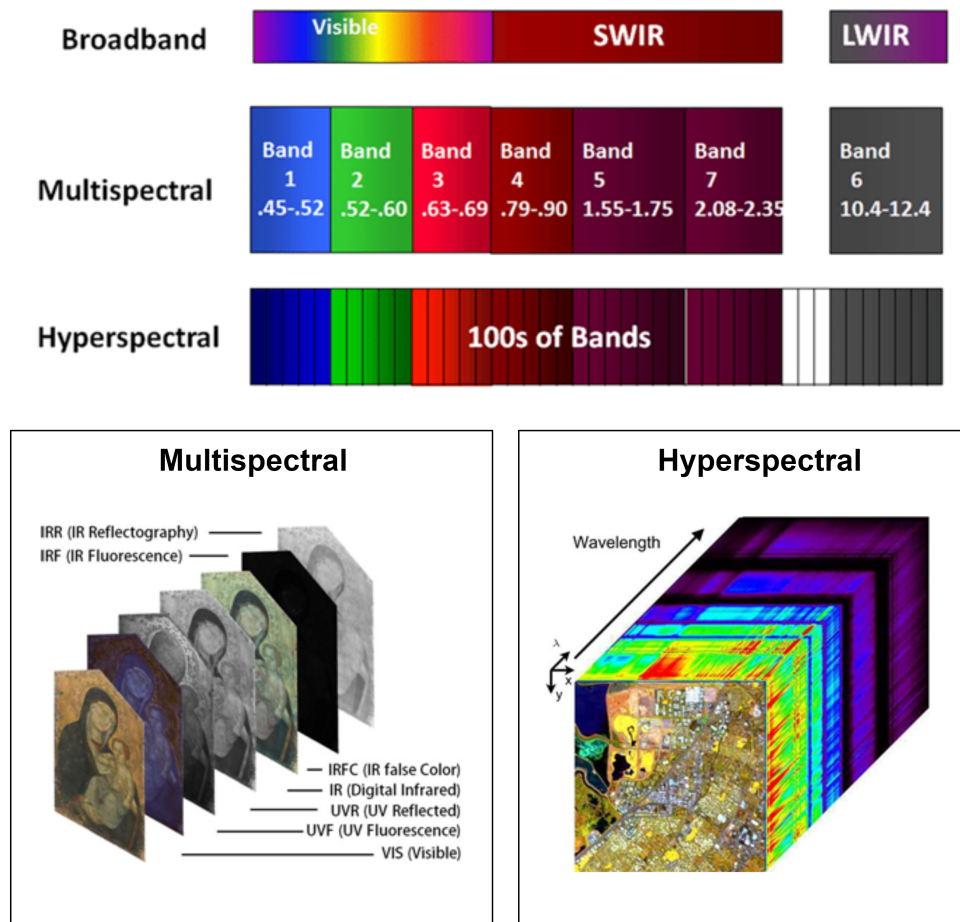 Broadband
Visible
SWIR
LWIR
Multispectral
Band
1
.45-.52
Band
2
.52-.60
Band
3
.63-.69
Band
4
.79-.90
Band
5
1.55-1.75
Band
7
2.08-2.35
Band
6
10.4-12.4
Hyperspectral
100s of Bands
Multispectral
IRR (IR Reflectography)
IRF (IR Fluorescence)
IRFC (IR false Color)
IR (Digital Infrared)
UVR (UV Reflected)
UVF (UV Fluorescence)
VIS (Visible)
Hyperspectral
Wavelength
λ
x
y